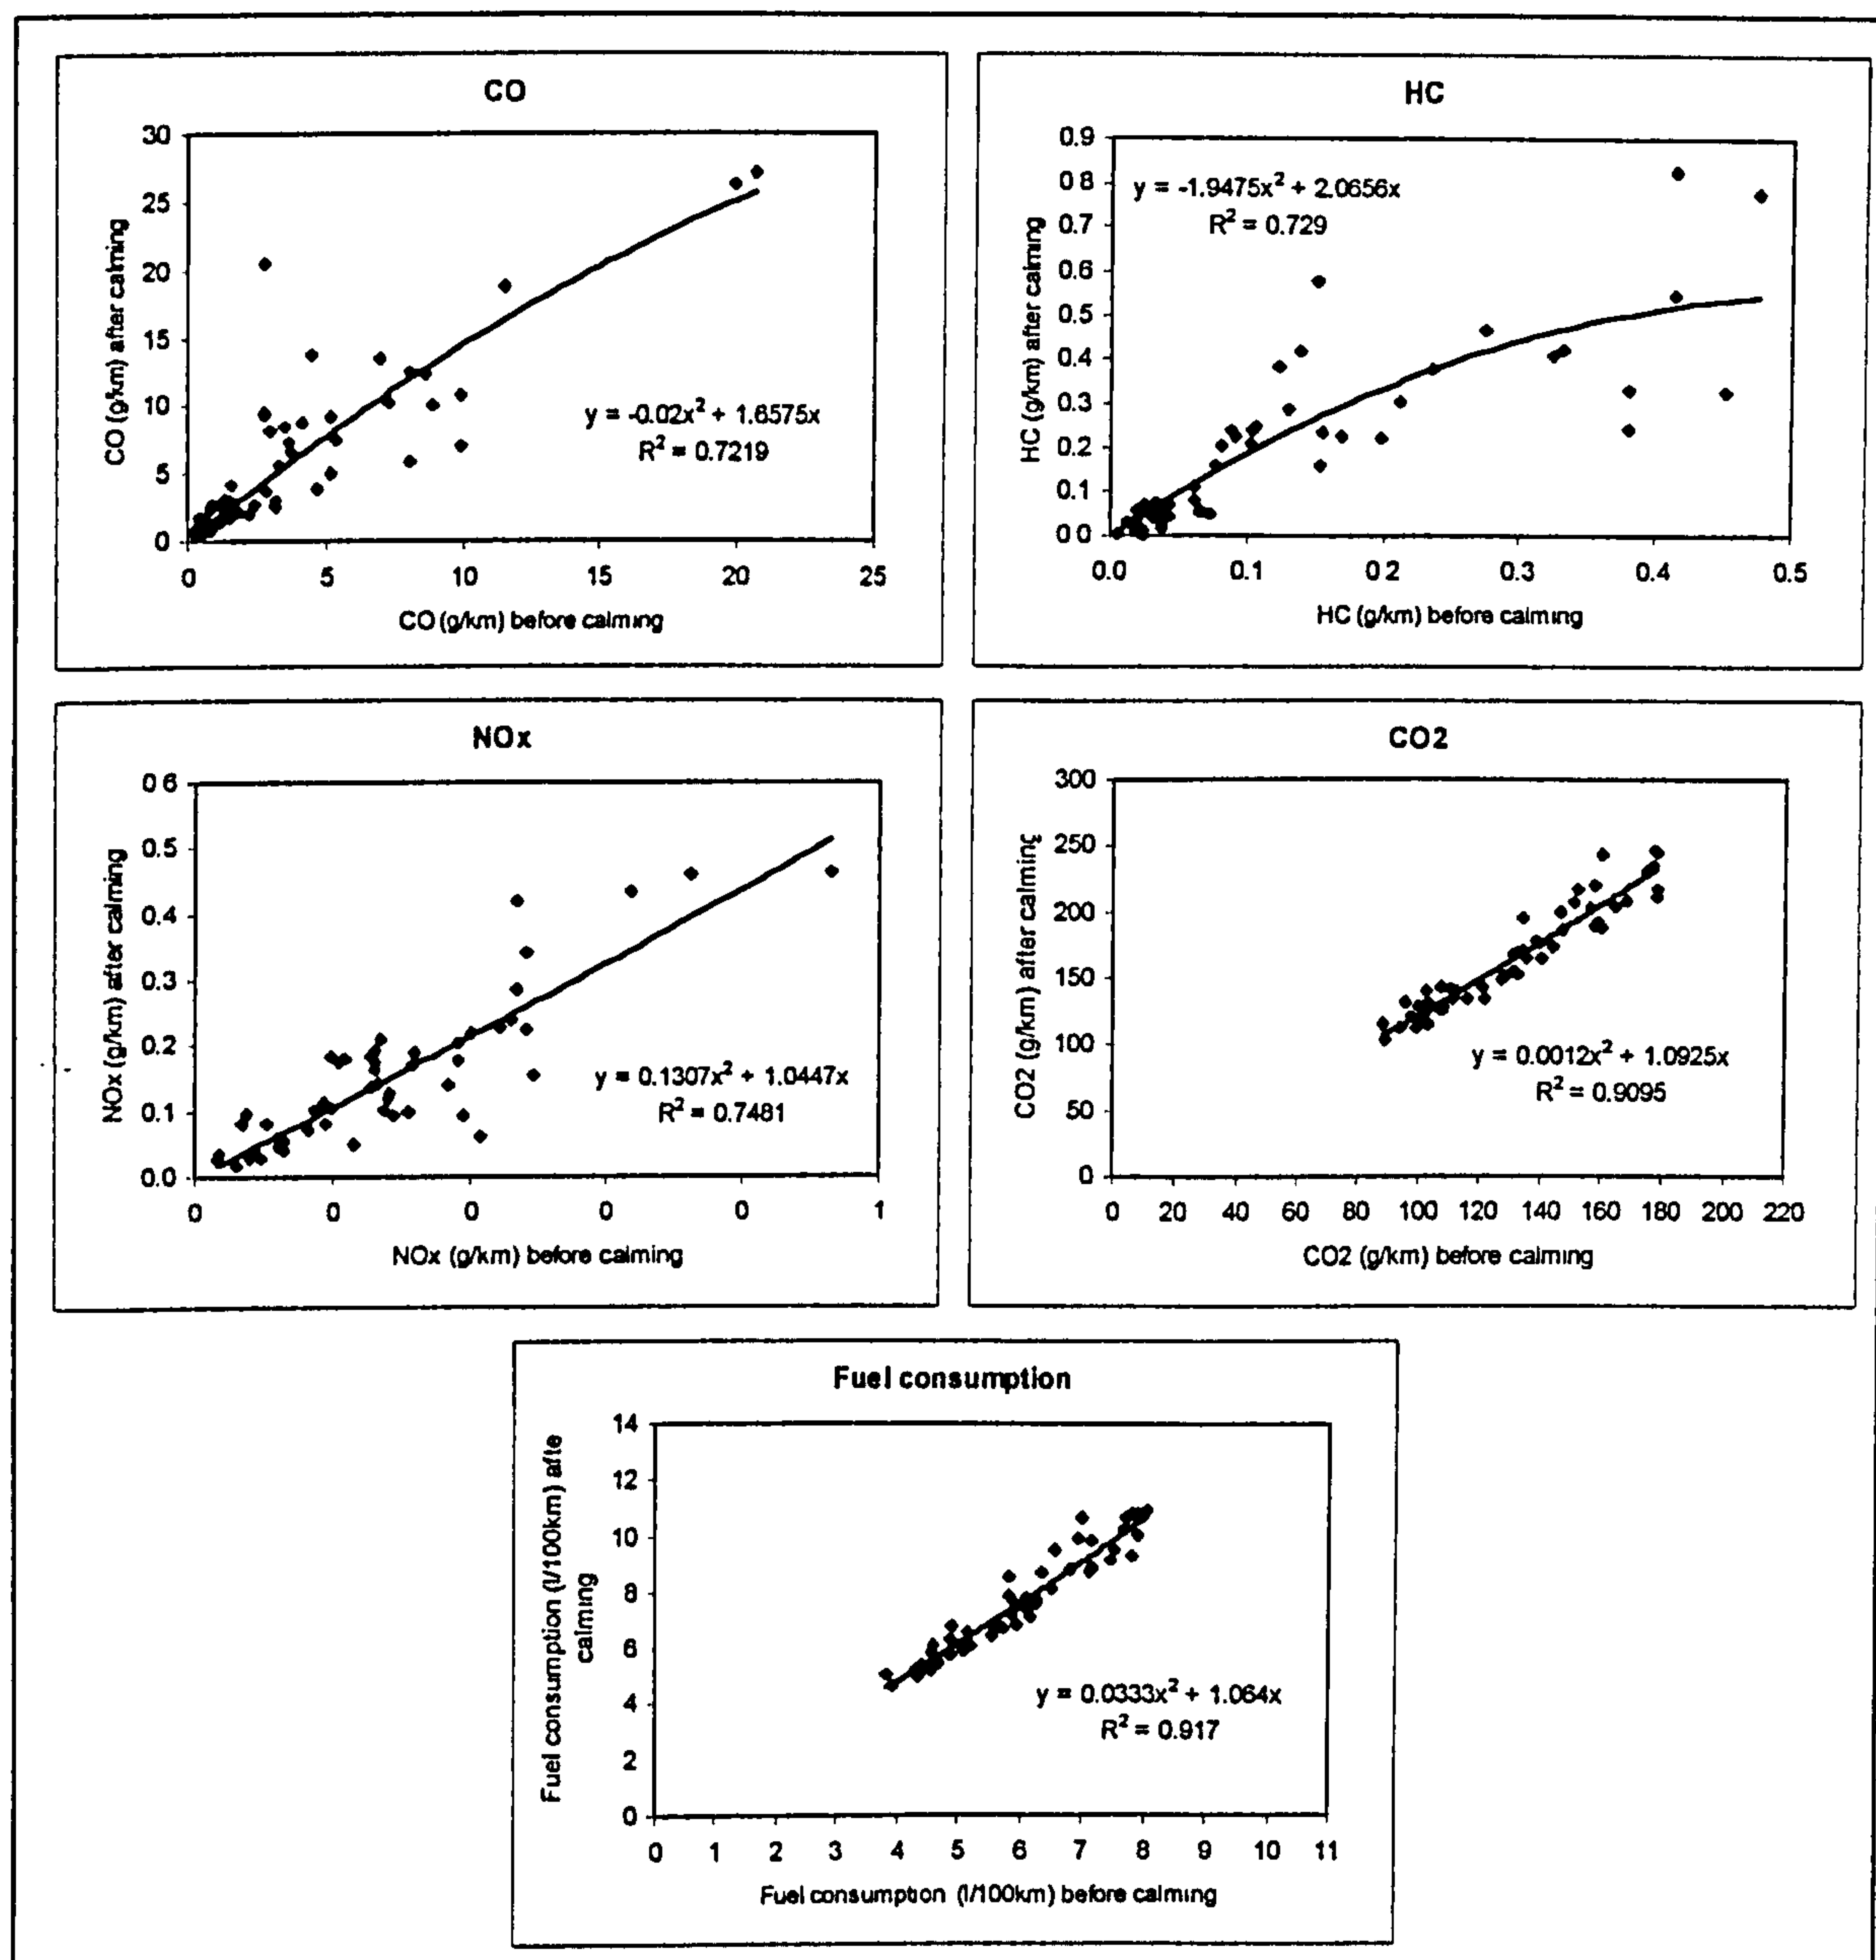 CO
30
25
20
15
10
5
0
CO (g/km) after calming
y = -0.02x² + 1.6575x
R² = 0.7219
0 5 10 15 20 25
CO (g/km) before calming
HC
0.9
0.8
0.7
0.6
0.5
0.4
0.3
0.2
0.1
0 0
HC (g/km) after calming
y = -1.9475x² + 2.0656x
R² = 0.729
0.0 0.1 0 2 0.3 0.4 0.5
HC (g/km) before calming
NOx
0 6
0.5
0.4
0.3
0.2
0.1
0.0
NOx (g/km) after calming
y = 0.1307x² + 1.0447x
R² = 0.7481
0 0 0 0 0 1
NOx (g/km) before calming
CO2
300
250
200
150
100
50
0
CO2 (g/km) after calming
y = 0.0012x² + 1.0925x
R² = 0.9095
0 20 40 60 80 100 120 140 160 180 200 220
CO2 (g/km) before calming
Fuel consumption
14
12
10
8
6
4
2
0
Fuel consumption (l/100km) afte
calming
y = 0.0333x² + 1.064x
R² = 0.917
0 1 2 3 4 5 6 7 8 9 10 11
Fuel consumption (l/100km) before calming